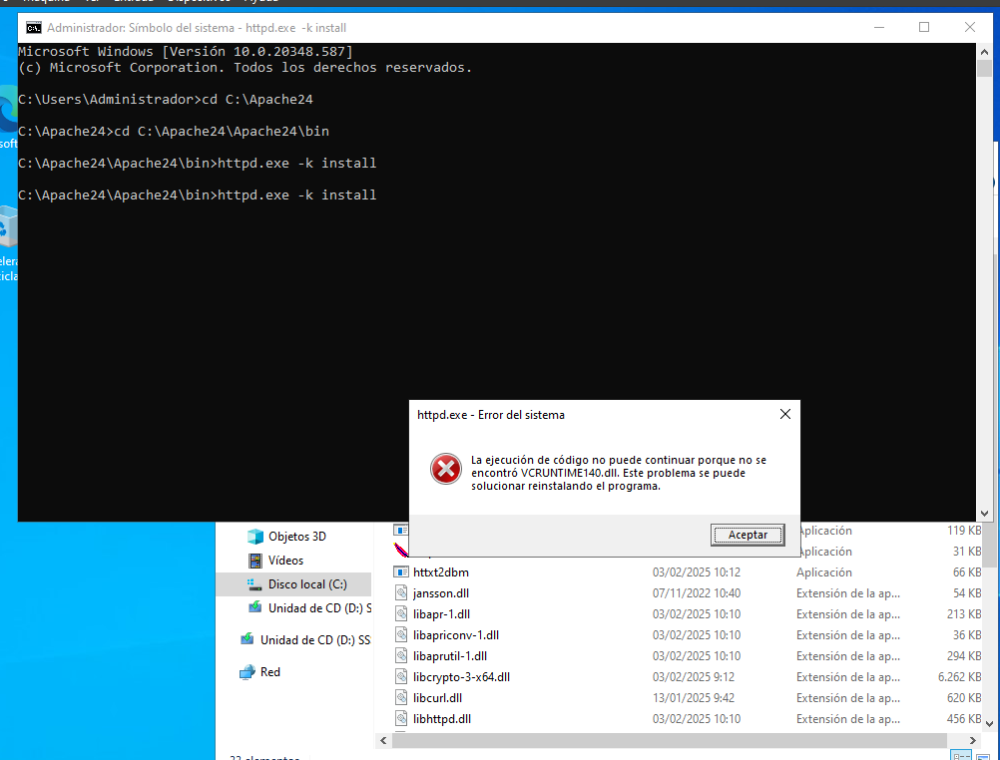 Administrador: Símbolo del sistema - httpd.exe -k install
Microsoft Windows [Versión 10.0.20348.587]
(c) Microsoft Corporation. Todos los derechos reservados.
C:\Users\Administrador>cd C:\Apache24
C:\Apache24>cd C:\Apache24\Apache24\bin
C:\Apache24\Apache24\bin>httpd.exe -k install
C:\Apache24\Apache24\bin>httpd.exe -k install
httpd.exe - Error del sistema
La ejecución de código no puede continuar porque no se
encontró VCRUNTIME140.dll. Este problema se puede
solucionar reinstalando el programa.
Aceptar
Objetos 3D
Vídeos
Disco local (C:)
Unidad de CD (D:) S
Unidad de CD (D:) SS
Red
Aplicación 119 KB
Aplicación 31 KB
httxt2dbm 03/02/2025 10:12 Aplicación 66 KB
jansson.dll 07/11/2022 10:40 Extensión de la ap... 54 KB
libapr-1.dll 03/02/2025 10:10 Extensión de la ap... 213 KB
libapriconv-1.dll 03/02/2025 10:10 Extensión de la ap... 36 KB
libaprutil-1.dll 03/02/2025 10:10 Extensión de la ap... 294 KB
libcrypto-3-x64.dll 03/02/2025 9:12 Extensión de la ap... 6.262 KB
libcurl.dll 13/01/2025 9:42 Extensión de la ap... 620 KB
libhttpd.dll 03/02/2025 10:10 Extensión de la ap... 456 KB